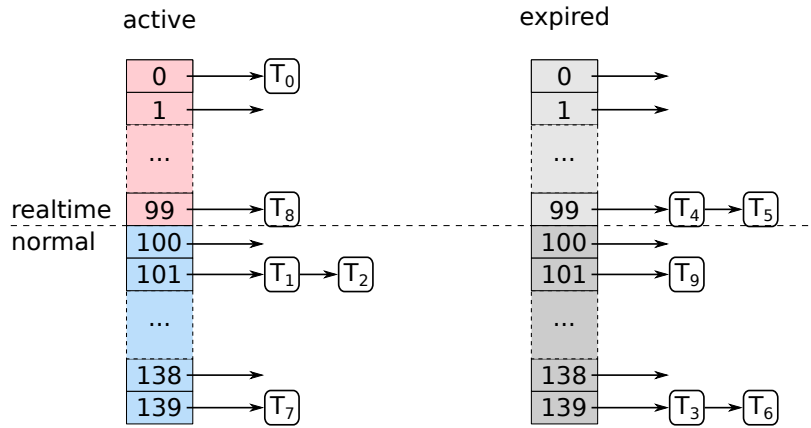 active expired
0 T0 0
1 1
... ...
realtime 99 T8 99 T4 T5
normal 100 100
101 T1 T2 101 T9
... ...
138 138
139 T7 139 T3 T6